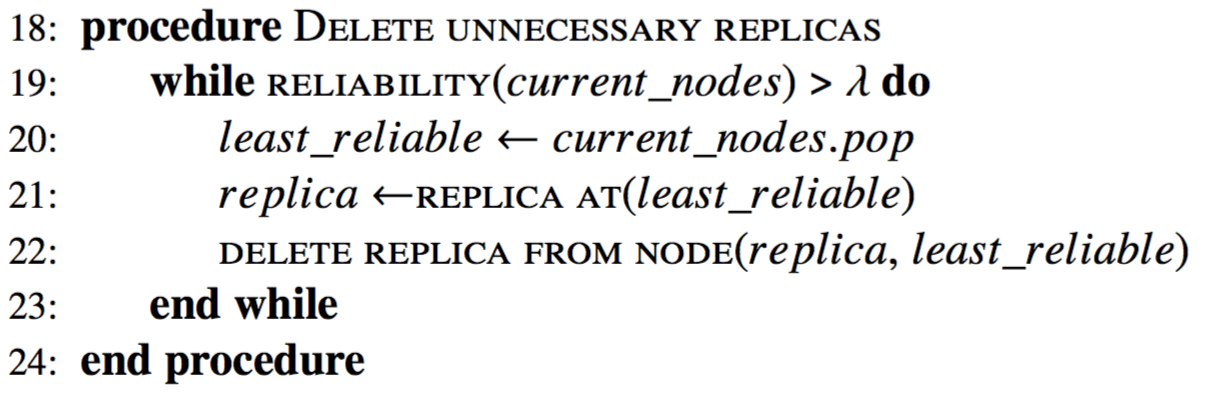 18: procedure DELETE UNNECESSARY REPLICAS
19: while RELIABILITY(current_nodes) > λ do
20: least_reliable ← current_nodes.pop
21: replica ←REPLICA AT(least_reliable)
22: DELETE REPLICA FROM NODE(replica, least_reliable)
23: end while
24: end procedure